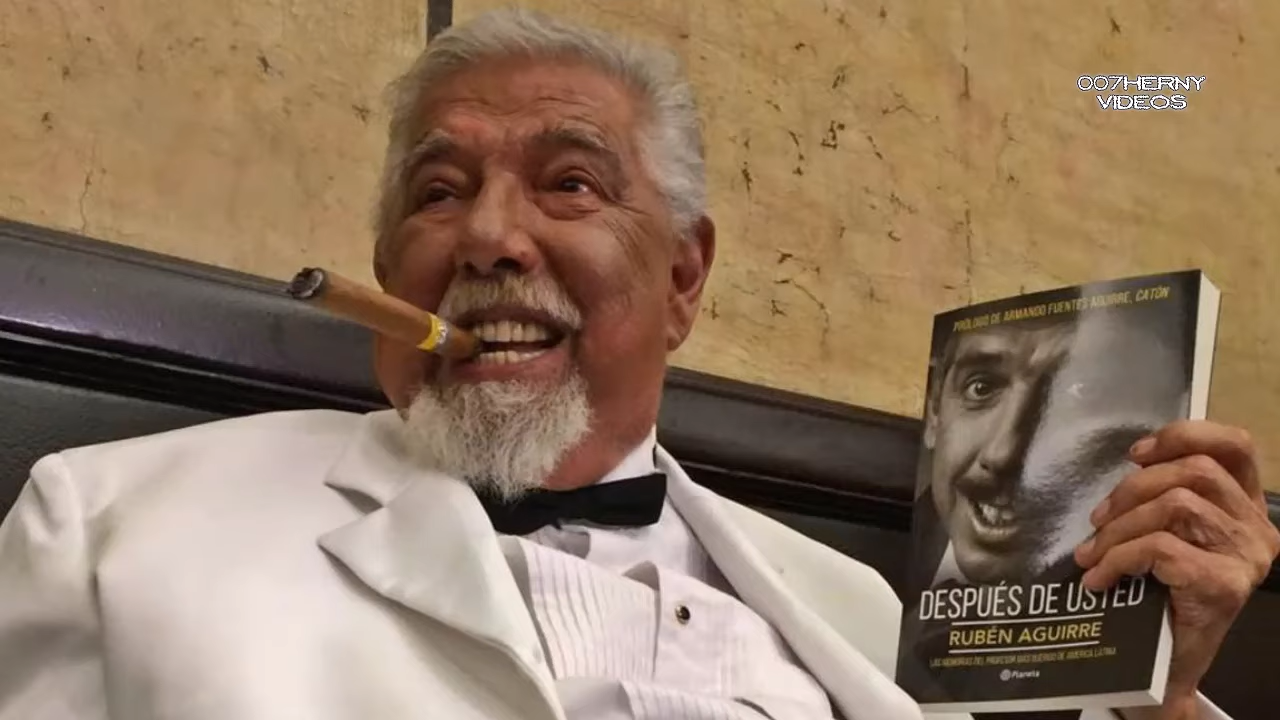 007HERNY
VIDEOS
PRÓLOGO DE ARMANDO FUENTES AGUIRRE, CATÓN
DESPUÉS DE USTED
RUBÉN AGUIRRE
LAS MEMORIAS DEL PROFESOR MÁS QUERIDO DE AMÉRICA LATINA
Planeta